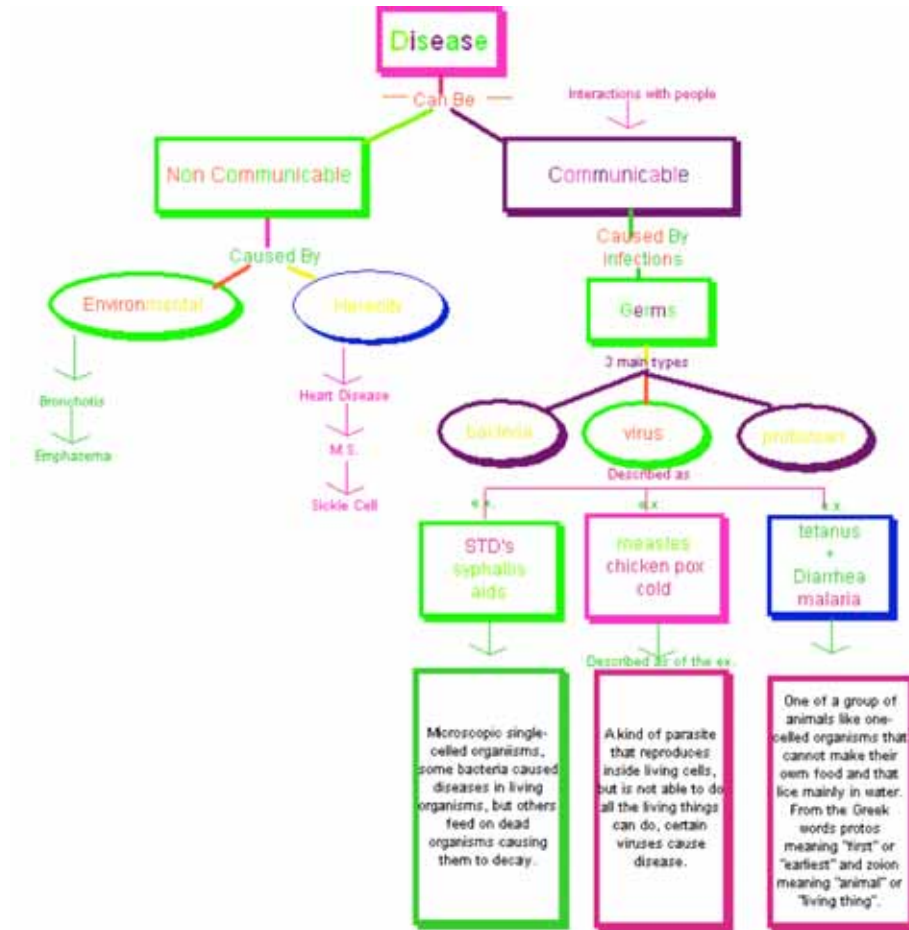 Disease
Can Be
Interactions with people
Non Communicable
Communicable
Caused By
Caused By
infections
Environmental
Heredity
Germs
3 main types
Bronchotis
Emphasema
Heart Disease
M.S.
Sickle Cell
bacteria
virus
protozoan
Described as
e.x.
e.x
e.x
STD's
syphallis
aids
measles
chicken pox
cold
tetanus
+
Diarrhea
malaria
Described as of the ex.
Microscopic single-
celled organiisms,
some bacteria caused
diseases in living
organisms, but others
feed on dead
organisms causing
them to decay.
A kind of parasite
that reproduces
inside living cells,
but is not able to do
all the living things
can do, certain
viruses cause
disease.
One of a group of
animals like one-
celled organisms that
cannot make their
own food and that
lice mainly in water.
From the Greek
words protos
meaning "first" or
"earliest" and zoion
meaning "animal" or
"living thing".